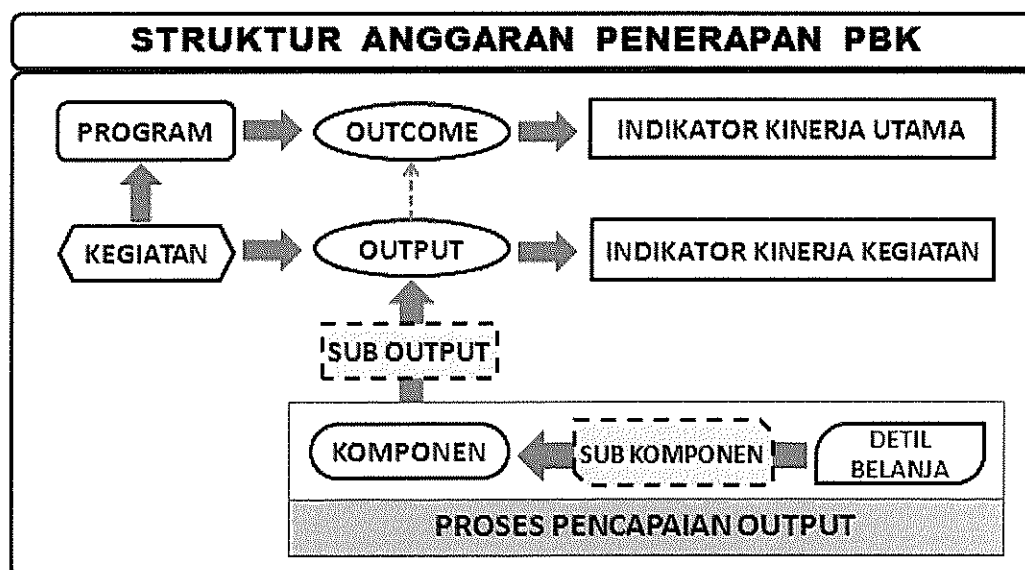 STRUKTUR ANGGARAN PENERAPAN PBK
PROGRAM
OUTCOME
INDIKATOR KINERJA UTAMA
KEGIATAN
OUTPUT
INDIKATOR KINERJA KEGIATAN
SUB OUTPUT
KOMPONEN
SUB KOMPONEN
DETIL
BELANJA
PROSES PENCAPAIAN OUTPUT